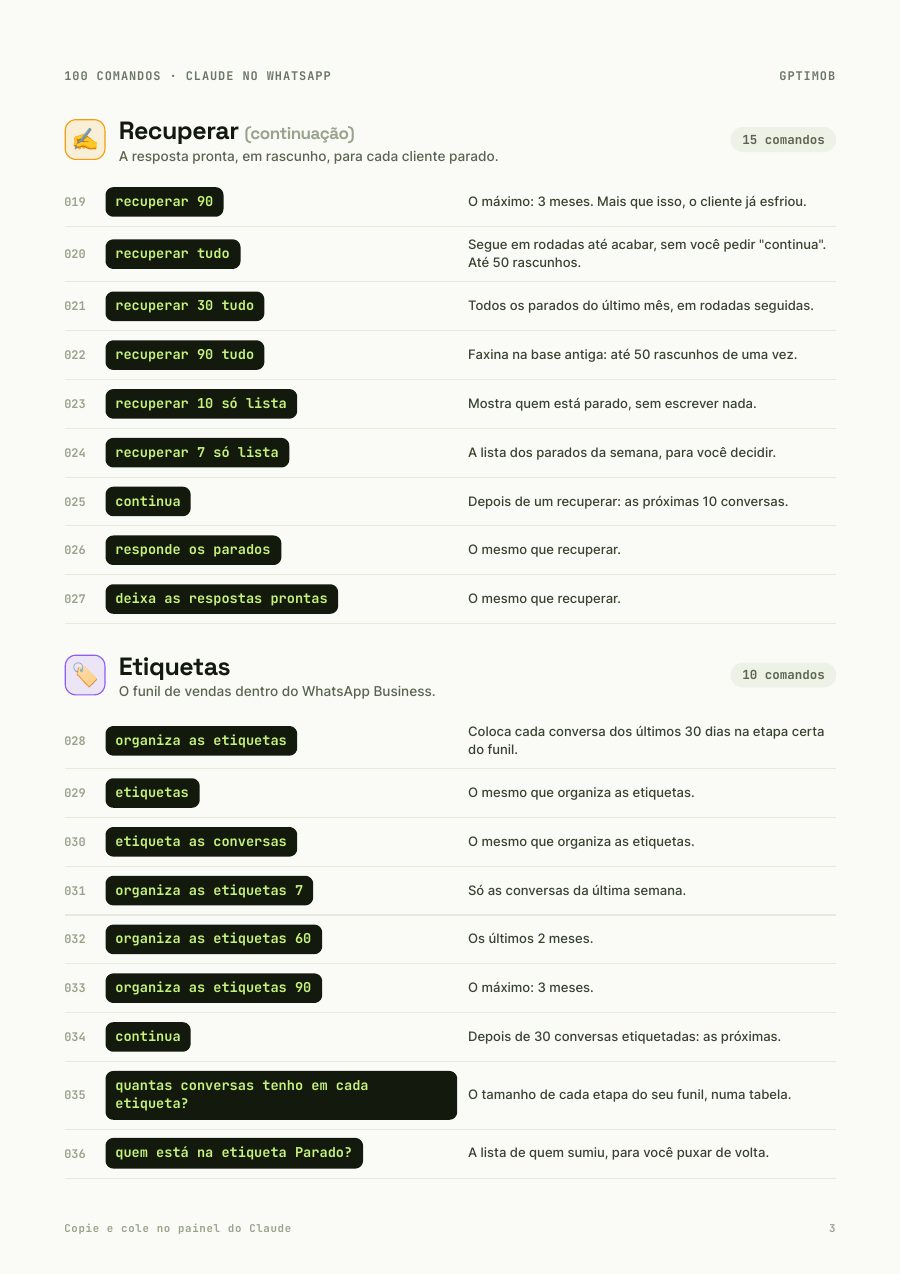 100 COMANDOS · CLAUDE NO WHATSAPP
GPTIMOB
Recuperar (continuação)
A resposta pronta, em rascunho, para cada cliente parado.
15 comandos
019 recuperar 90 O máximo: 3 meses. Mais que isso, o cliente já esfriou.
020 recuperar tudo Segue em rodadas até acabar, sem você pedir "continua".
Até 50 rascunhos.
021 recuperar 30 tudo Todos os parados do último mês, em rodadas seguidas.
022 recuperar 90 tudo Faxina na base antiga: até 50 rascunhos de uma vez.
023 recuperar 10 só lista Mostra quem está parado, sem escrever nada.
024 recuperar 7 só lista A lista dos parados da semana, para você decidir.
025 continua Depois de um recuperar: as próximas 10 conversas.
026 responde os parados O mesmo que recuperar.
027 deixa as respostas prontas O mesmo que recuperar.
Etiquetas
O funil de vendas dentro do WhatsApp Business.
10 comandos
028 organiza as etiquetas Coloca cada conversa dos últimos 30 dias na etapa certa
do funil.
029 etiquetas O mesmo que organiza as etiquetas.
030 etiqueta as conversas O mesmo que organiza as etiquetas.
031 organiza as etiquetas 7 Só as conversas da última semana.
032 organiza as etiquetas 60 Os últimos 2 meses.
033 organiza as etiquetas 90 O máximo: 3 meses.
034 continua Depois de 30 conversas etiquetadas: as próximas.
035 quantas conversas tenho em cada
etiqueta? O tamanho de cada etapa do seu funil, numa tabela.
036 quem está na etiqueta Parado? A lista de quem sumiu, para você puxar de volta.
Copie e cole no painel do Claude
3